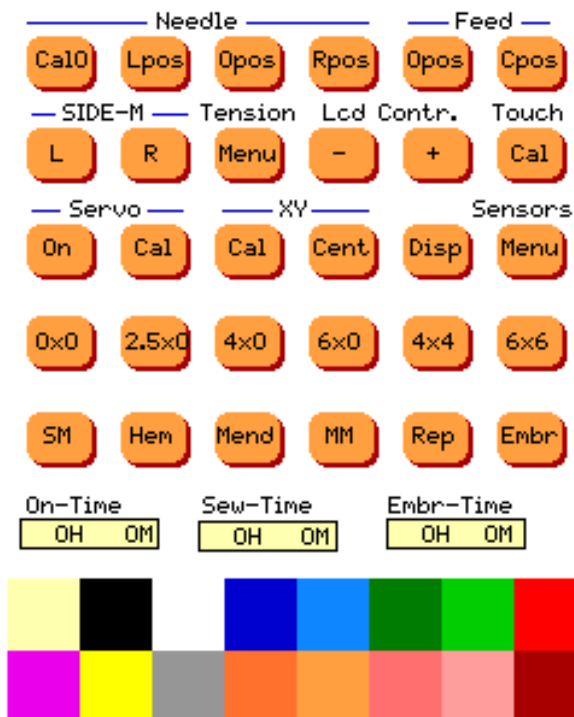 Needle Feed
Cal0 Lpos 0pos Rpos 0pos Cpos
SIDE-M Tension Lcd Contr. Touch
L R Menu - + Cal
Servo XY Sensors
On Cal Cal Cent Disp Menu
0x0 2.5x0 4x0 6x0 4x4 6x6
SM Hem Mend MM Rep Embr
On-Time Sew-Time Embr-Time
0H 0M 0H 0M 0H 0M